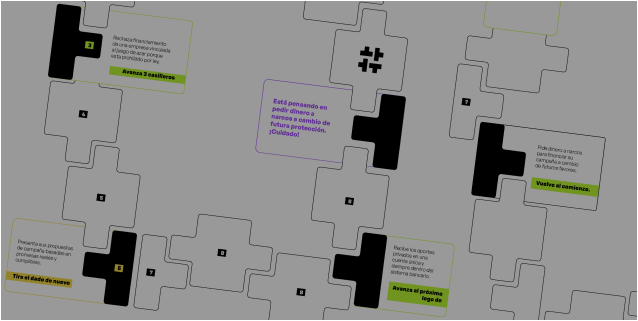 3
Rechaza financiamiento
de una empresa vinculada
al juego de azar porque
está prohibido por ley.
Avanza 3 casilleros
4
5
Presenta sus propuestas
de campaña basadas en
promesas reales y
cumplibles.
Tira el dado de nuevo
6
7
8
Está pensando en
pedir dinero a
narcos a cambio de
futura protección.
¡Cuidado!
Recibe los aportes
privados en una
cuenta única y
siempre dentro del
sistema bancario.
Avanza al próximo
logo de
7
Pide dinero a narcos
para financiar su
campaña a cambio
de futuros favores.
Vuelve al comienzo.